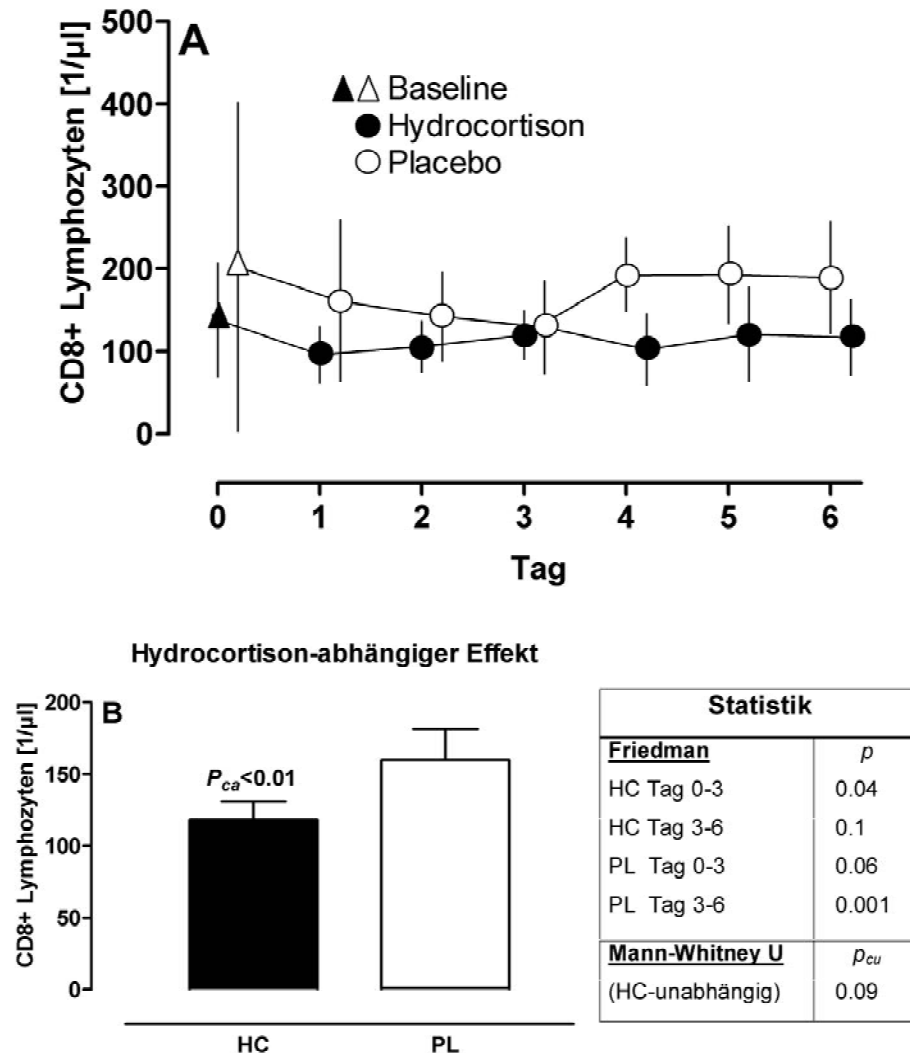 500
A
400
300
200
100
0
CD8+ Lymphozyten [1/µl]
Baseline
Hydrocortison
Placebo
0 1 2 3 4 5 6
Tag
Hydrocortison-abhängiger Effekt
200
B
150
100
50
0
CD8+ Lymphozyten [1/µl]
Pca<0.01
HC PL
Statistik
Friedman p
HC Tag 0-3 0.04
HC Tag 3-6 0.1
PL Tag 0-3 0.06
PL Tag 3-6 0.001
Mann-Whitney U pcu
(HC-unabhängig) 0.09